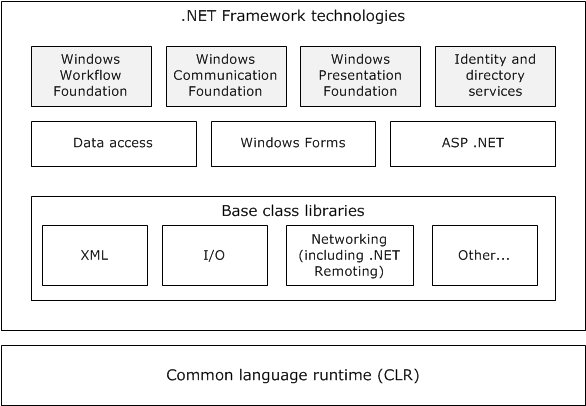 .NET Framework technologies
Windows
Workflow
Foundation
Windows
Communication
Foundation
Windows
Presentation
Foundation
Identity and
directory
services
Data access
Windows Forms
ASP .NET
Base class libraries
XML
I/O
Networking
(including .NET
Remoting)
Other...
Common language runtime (CLR)